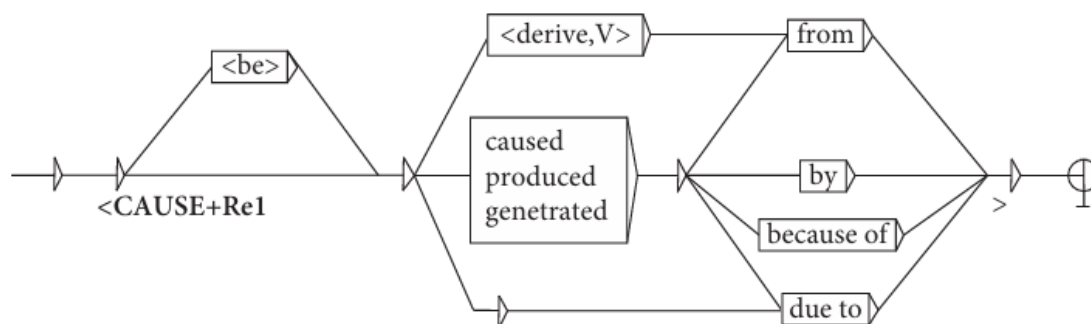 <derive,V>
from
<be>
caused
produced
genetrated
by
<CAUSE+Re1
>
because of
due to